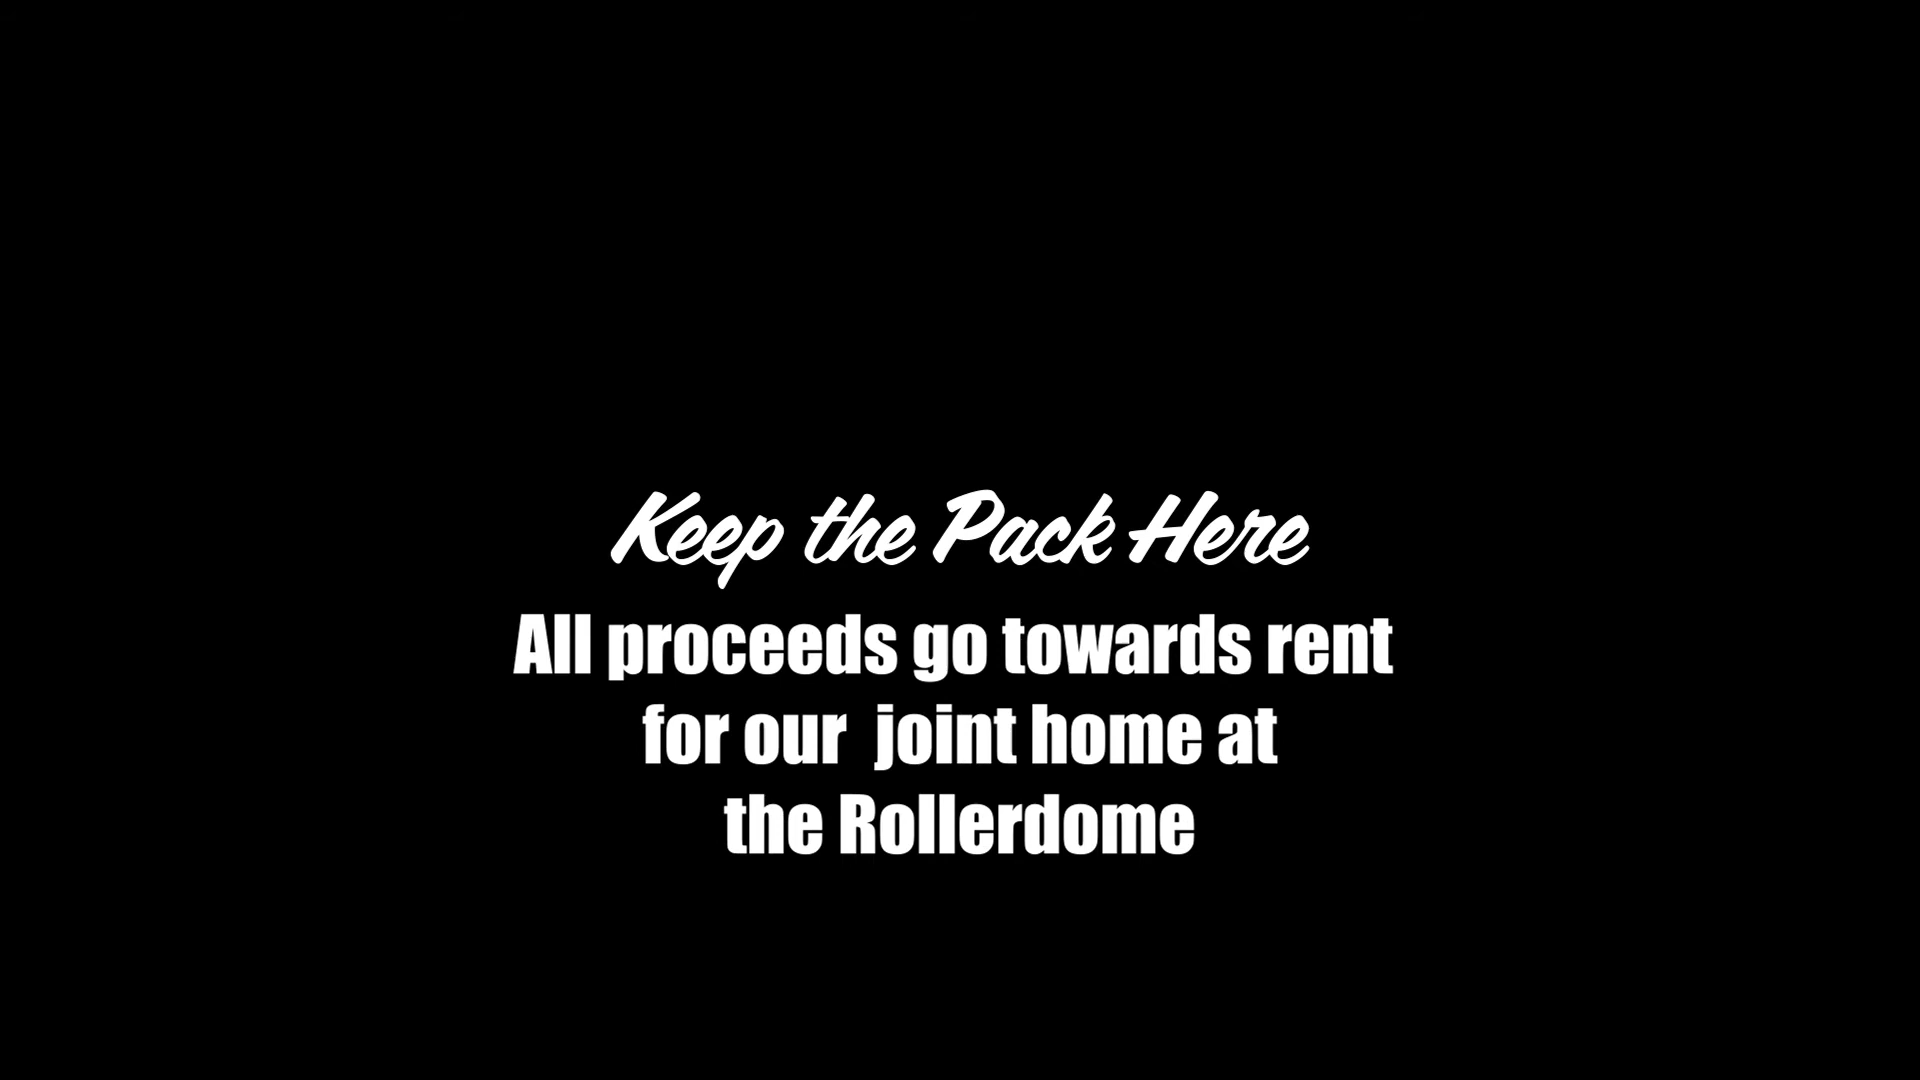 Keep the Pack Here
All proceeds go towards rent
for our  joint home at
the Rollerdome